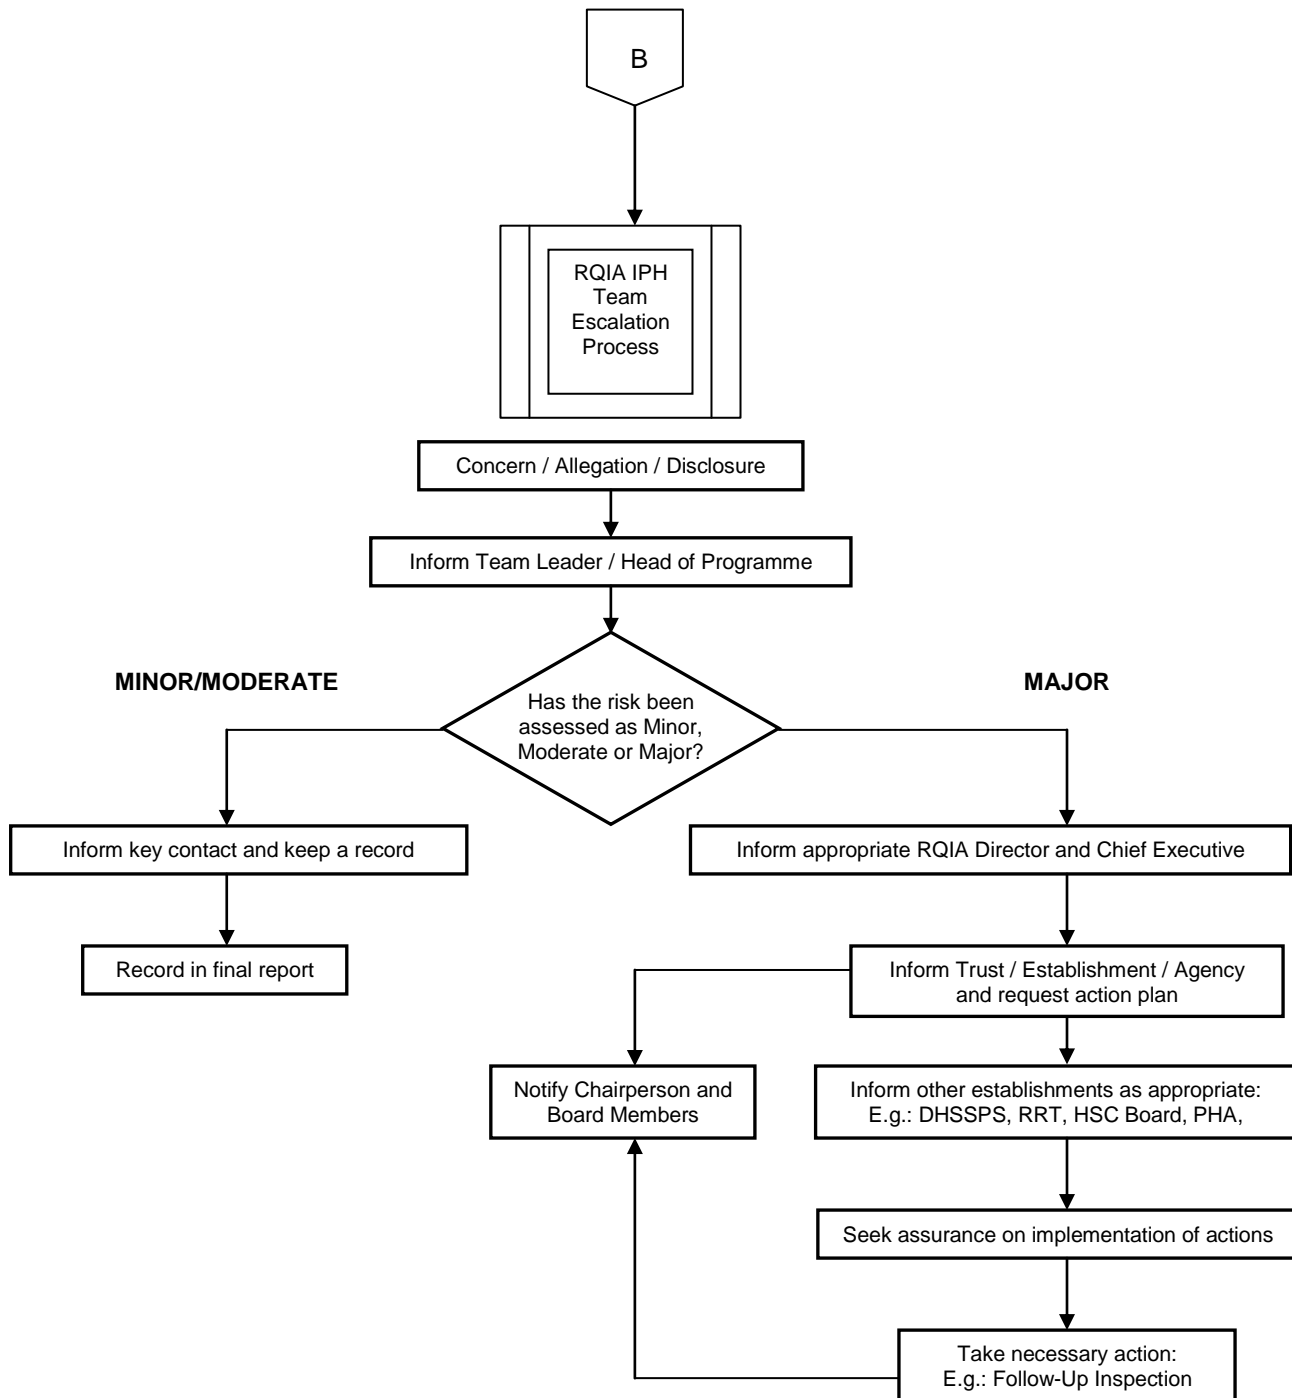 B
RQIA IPH
Team
Escalation
Process
Concern / Allegation / Disclosure
Inform Team Leader / Head of Programme
MINOR/MODERATE
MAJOR
Has the risk been
assessed as Minor,
Moderate or Major?
Inform key contact and keep a record
Inform appropriate RQIA Director and Chief Executive
Record in final report
Inform Trust / Establishment / Agency
and request action plan
Notify Chairperson and
Board Members
Inform other establishments as appropriate:
E.g.: DHSSPS, RRT, HSC Board, PHA,
Seek assurance on implementation of actions
Take necessary action:
E.g.: Follow-Up Inspection